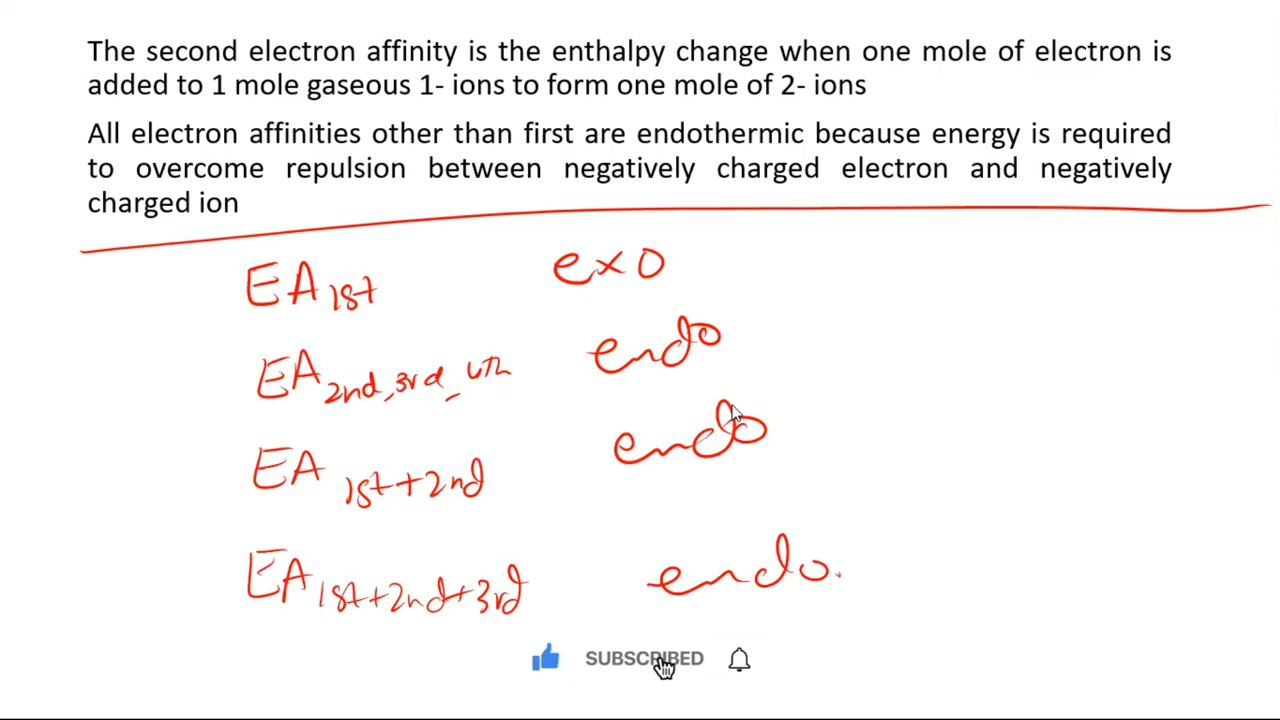 The second electron affinity is the enthalpy change when one mole of electron is
added to 1 mole gaseous 1- ions to form one mole of 2- ions
All electron affinities other than first are endothermic because energy is required
to overcome repulsion between negatively charged electron and negatively
charged ion
EA 1st exo
EA 2nd, 3rd, 4th endo
EA 1st+2nd endo
EA 1st+2nd+3rd endo.
SUBSCRIBED